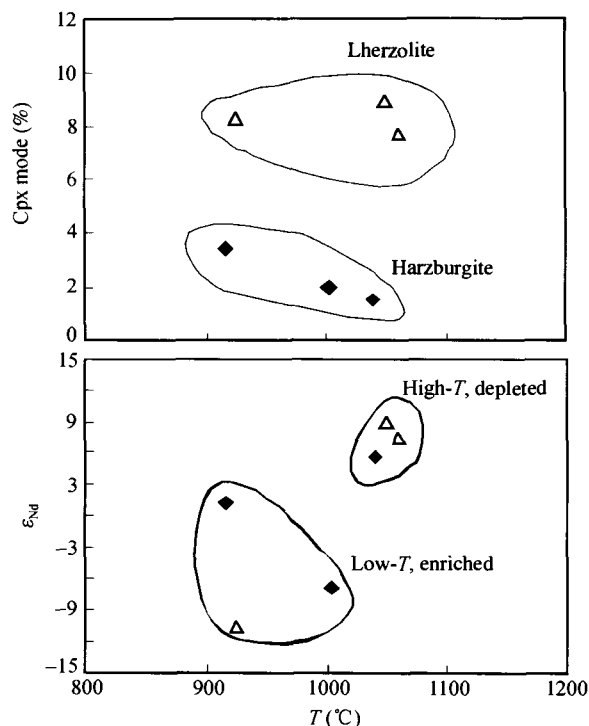 12
10
8
6
4
2
0
Cpx mode (%)
Lherzolite
Harzburgite
15
9
3
−3
−9
−15
εNd
High-T, depleted
Low-T, enriched
800
900
1000
1100
1200
T (°C)